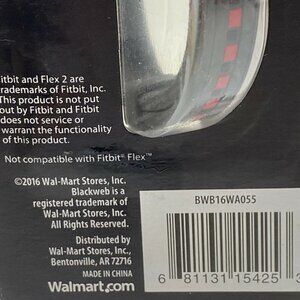 itbit and Flex 2 are
rademarks of Fitbit, Inc.
This product is not put
out by Fitbit and Fitbit
does not service or
warrant the functionality
of this product.
Not compatible with Fitbit® Flex™
©2016 Wal-Mart Stores, Inc.
Blackweb is a
registered trademark of
Wal-Mart Stores, Inc.
All Rights Reserved.
Distributed by
Wal-Mart Stores, Inc.,
Bentonville, AR 72716
MADE IN CHINA
Walmart.com
BWB16WA055
6 81131 15425 3